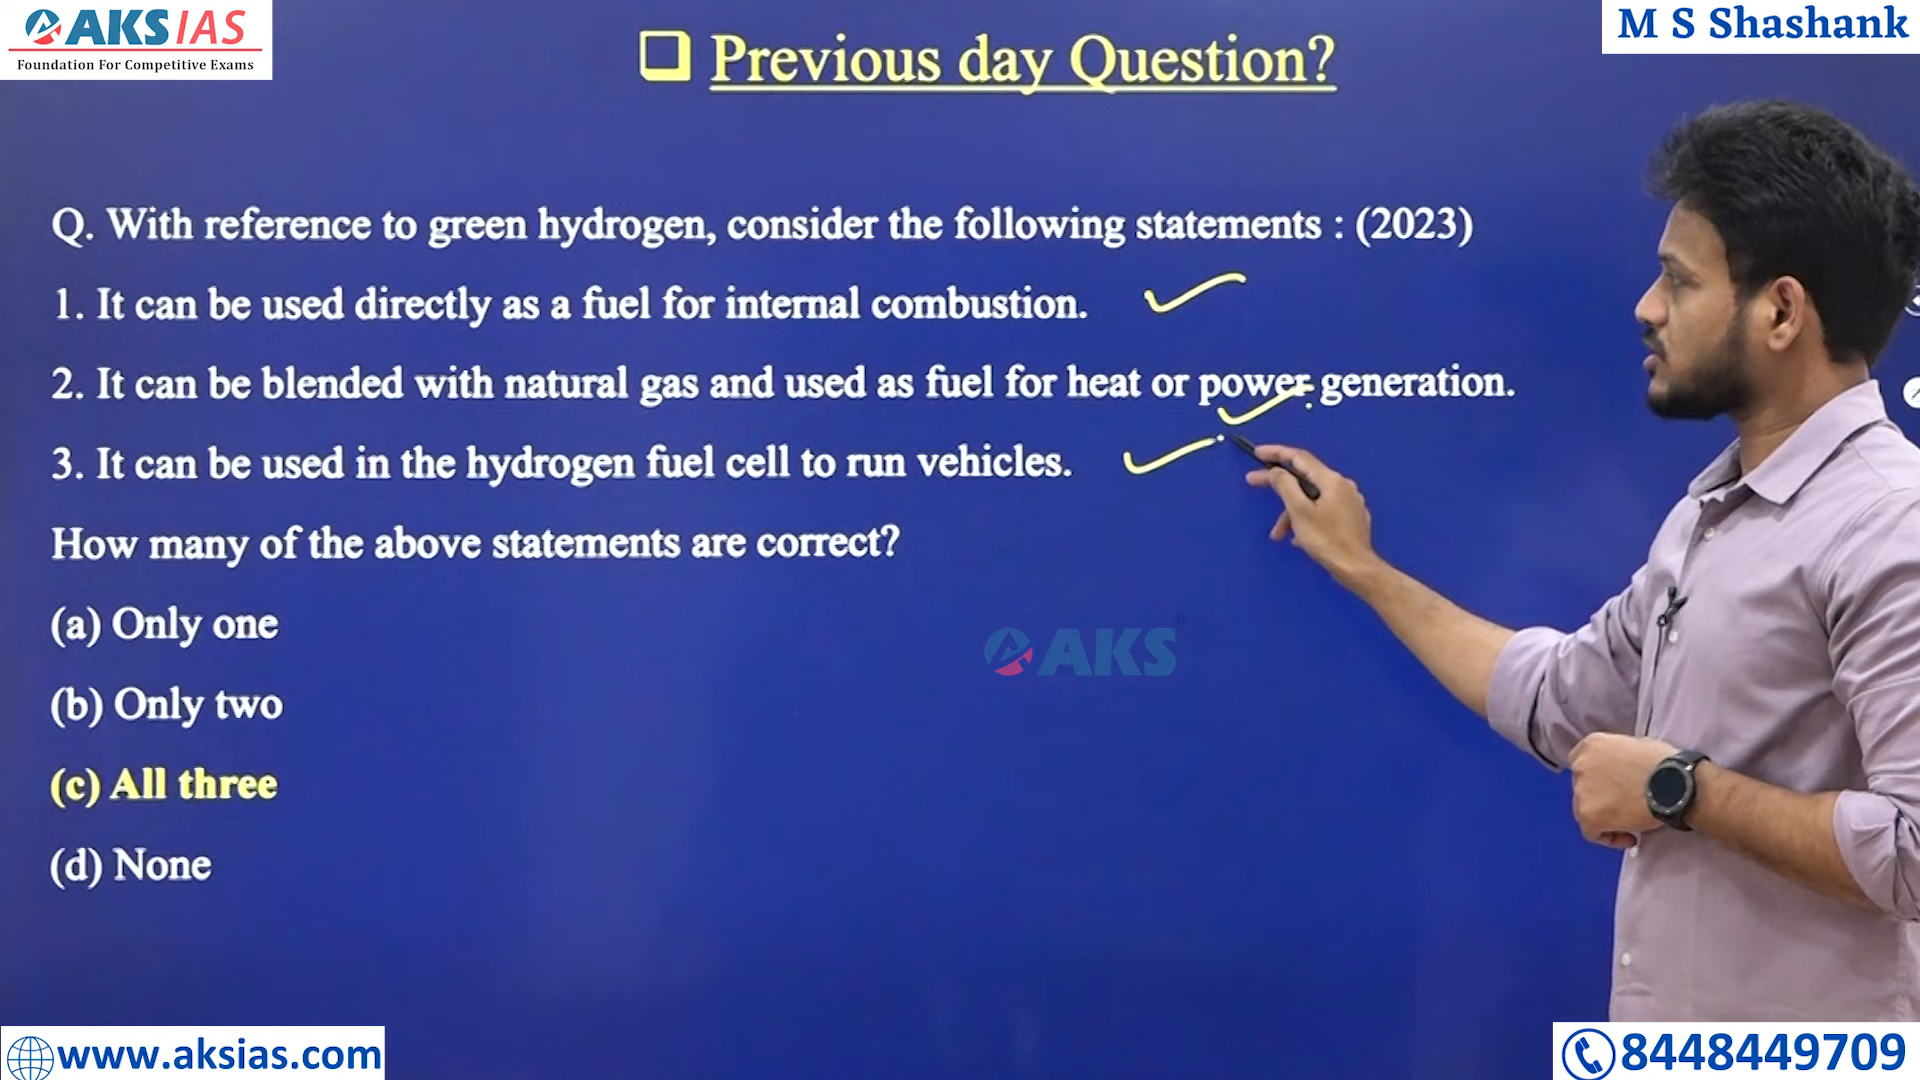 AKS IAS
Foundation For Competitive Exams
M S Shashank
Previous day Question?
Q. With reference to green hydrogen, consider the following statements : (2023)
1. It can be used directly as a fuel for internal combustion.
2. It can be blended with natural gas and used as fuel for heat or power generation.
3. It can be used in the hydrogen fuel cell to run vehicles.
How many of the above statements are correct?
(a) Only one
(b) Only two
(c) All three
(d) None
AKS
www.aksias.com
8448449709